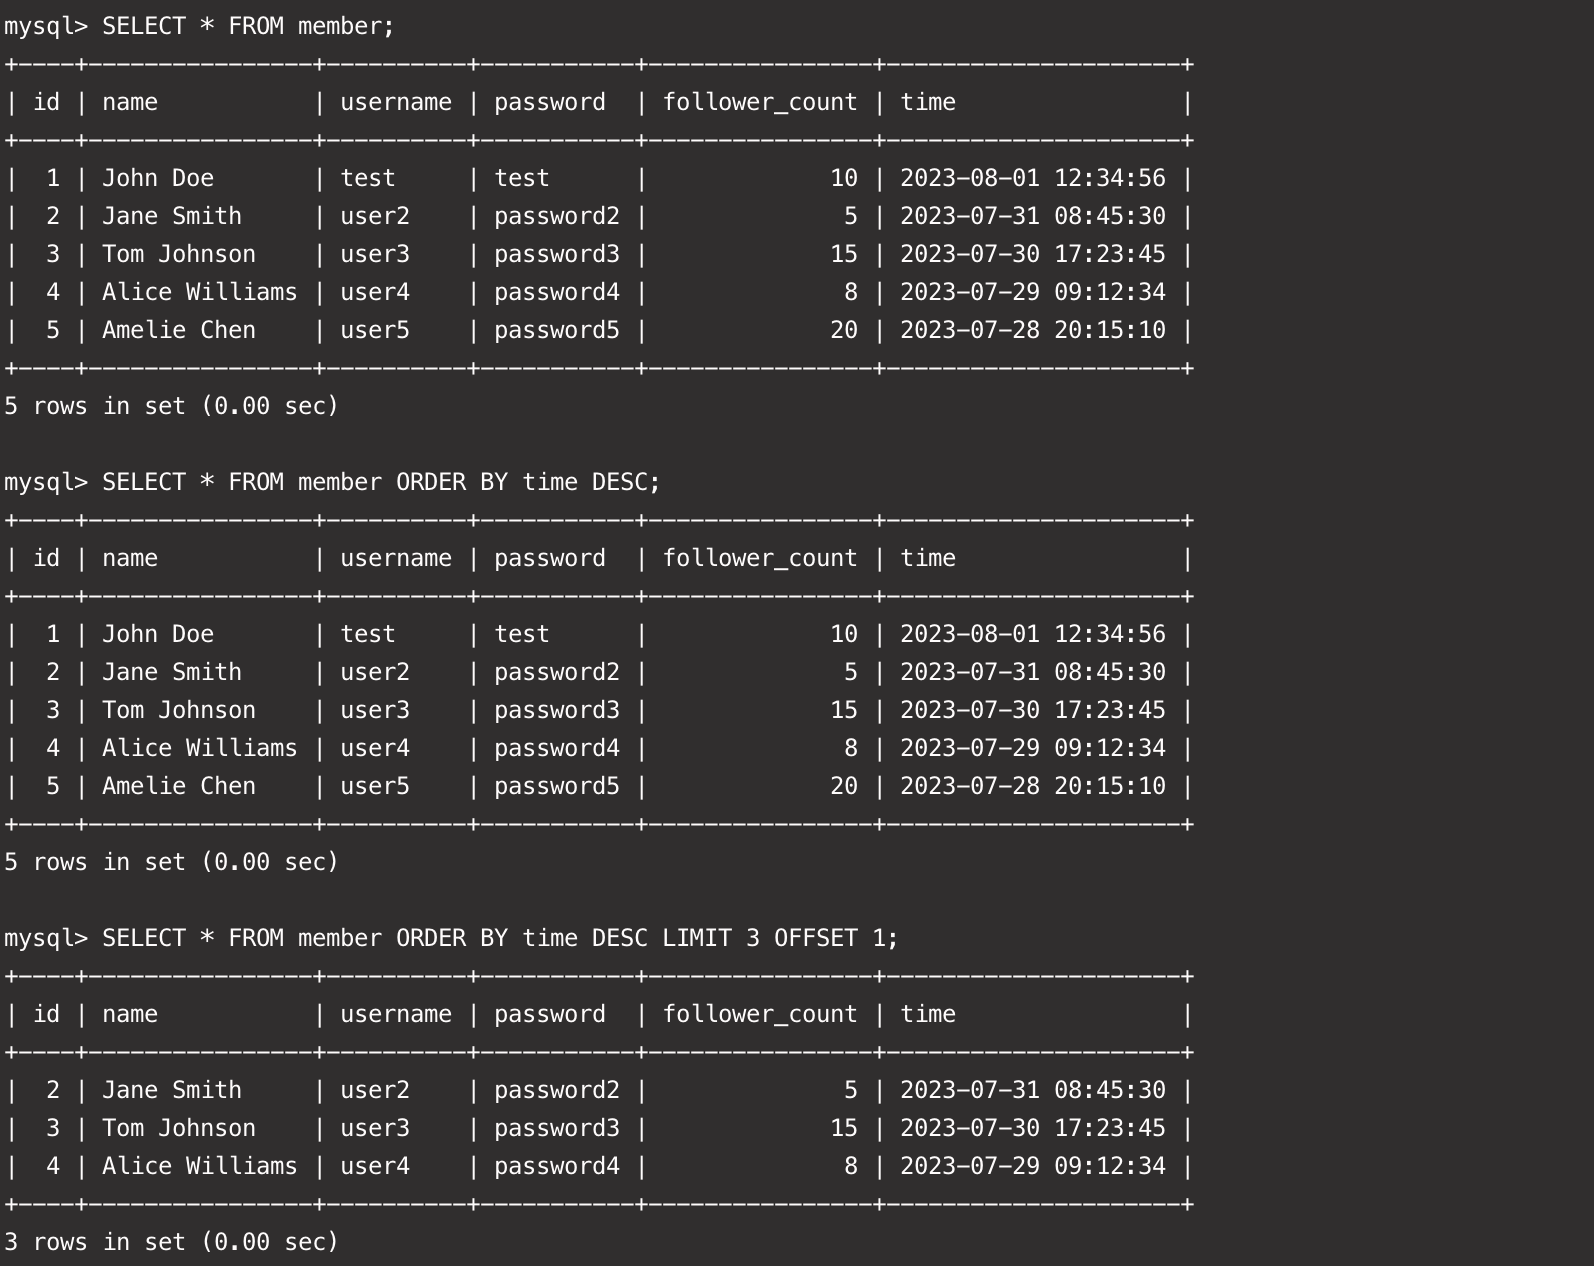 mysql> SELECT * FROM member;
+----+----------------+----------+-----------+----------------+---------------------+
| id | name           | username | password  | follower_count | time                |
+----+----------------+----------+-----------+----------------+---------------------+
|  1 | John Doe       | test     | test      |             10 | 2023-08-01 12:34:56 |
|  2 | Jane Smith     | user2    | password2 |              5 | 2023-07-31 08:45:30 |
|  3 | Tom Johnson    | user3    | password3 |             15 | 2023-07-30 17:23:45 |
|  4 | Alice Williams | user4    | password4 |              8 | 2023-07-29 09:12:34 |
|  5 | Amelie Chen    | user5    | password5 |             20 | 2023-07-28 20:15:10 |
+----+----------------+----------+-----------+----------------+---------------------+
5 rows in set (0.00 sec)

mysql> SELECT * FROM member ORDER BY time DESC;
+----+----------------+----------+-----------+----------------+---------------------+
| id | name           | username | password  | follower_count | time                |
+----+----------------+----------+-----------+----------------+---------------------+
|  1 | John Doe       | test     | test      |             10 | 2023-08-01 12:34:56 |
|  2 | Jane Smith     | user2    | password2 |              5 | 2023-07-31 08:45:30 |
|  3 | Tom Johnson    | user3    | password3 |             15 | 2023-07-30 17:23:45 |
|  4 | Alice Williams | user4    | password4 |              8 | 2023-07-29 09:12:34 |
|  5 | Amelie Chen    | user5    | password5 |             20 | 2023-07-28 20:15:10 |
+----+----------------+----------+-----------+----------------+---------------------+
5 rows in set (0.00 sec)

mysql> SELECT * FROM member ORDER BY time DESC LIMIT 3 OFFSET 1;
+----+----------------+----------+-----------+----------------+---------------------+
| id | name           | username | password  | follower_count | time                |
+----+----------------+----------+-----------+----------------+---------------------+
|  2 | Jane Smith     | user2    | password2 |              5 | 2023-07-31 08:45:30 |
|  3 | Tom Johnson    | user3    | password3 |             15 | 2023-07-30 17:23:45 |
|  4 | Alice Williams | user4    | password4 |              8 | 2023-07-29 09:12:34 |
+----+----------------+----------+-----------+----------------+---------------------+
3 rows in set (0.00 sec)